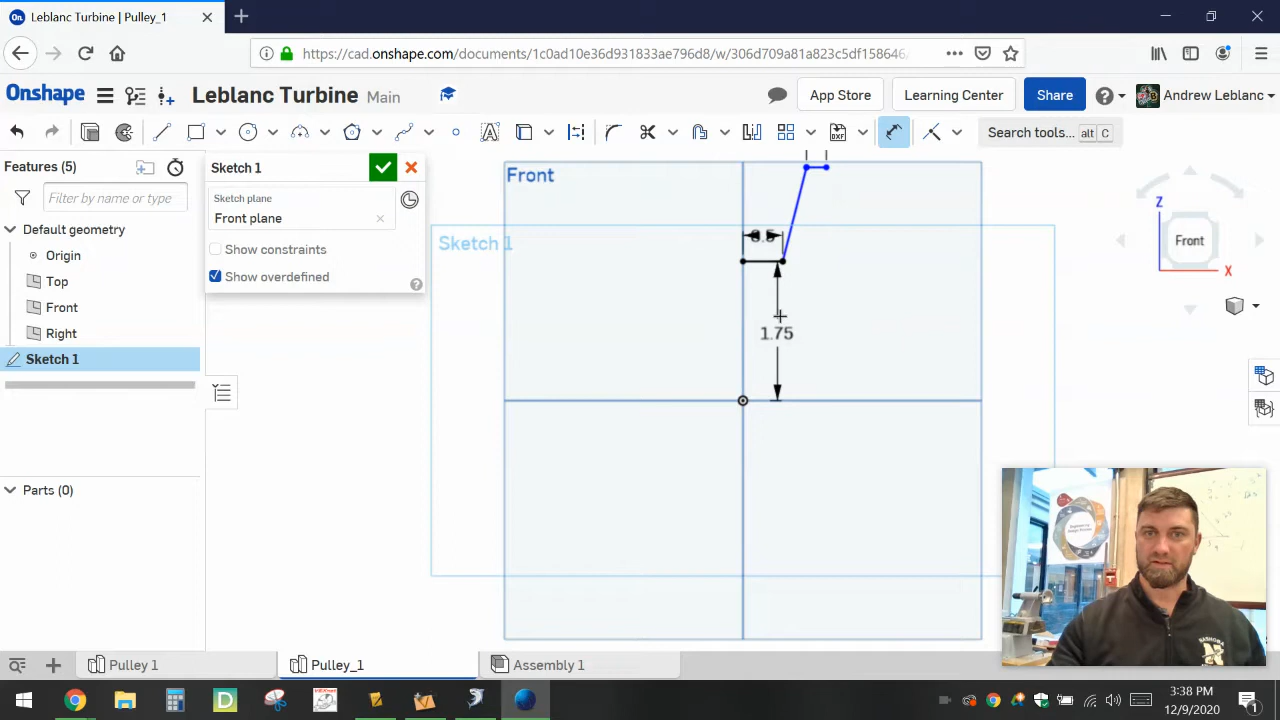 Leblanc Turbine | Pulley_1
https://cad.onshape.com/documents/1c0ad10e36d931833ae796d8/w/306d709a81a823c5df158646/
Onshape
Leblanc Turbine Main
App Store
Learning Center
Share
Andrew Leblanc
Search tools... alt C
Features (5)
Filter by name or type
Default geometry
Origin
Top
Front
Right
Sketch 1
Parts (0)
Sketch 1
Sketch plane
Front plane
Show constraints
Show overdefined
Front
Sketch 1
1.75
Z
Front
X
Pulley 1
Pulley_1
Assembly 1
3:38 PM
12/9/2020